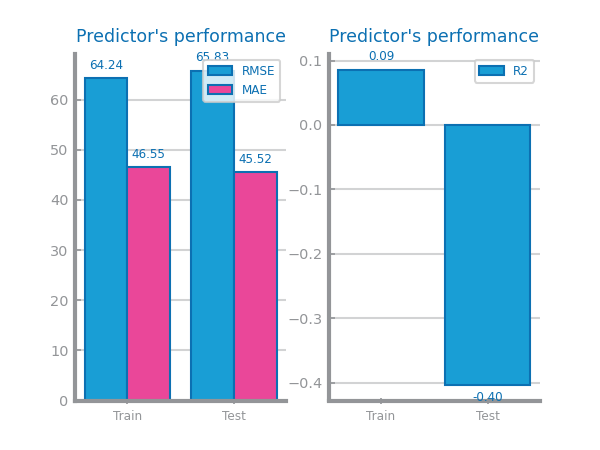 Predictor's performance
64.24
65.83
46.55
45.52
RMSE
MAE
60
50
40
30
20
10
0
Train
Test
Predictor's performance
0.09
-0.40
R2
0.1
0.0
−0.1
−0.2
−0.3
−0.4
Train
Test